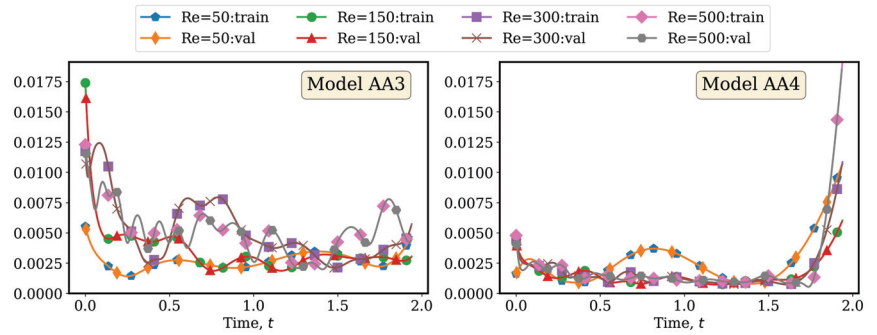 Re=50:train Re=150:train Re=300:train Re=500:train
Re=50:val Re=150:val Re=300:val Re=500:val
Model AA3
0.0175
0.0150
0.0125
0.0100
0.0075
0.0050
0.0025
0.0000
0.0 0.5 1.0 1.5 2.0
Time, t
Model AA4
0.0175
0.0150
0.0125
0.0100
0.0075
0.0050
0.0025
0.0000
0.0 0.5 1.0 1.5 2.0
Time, t